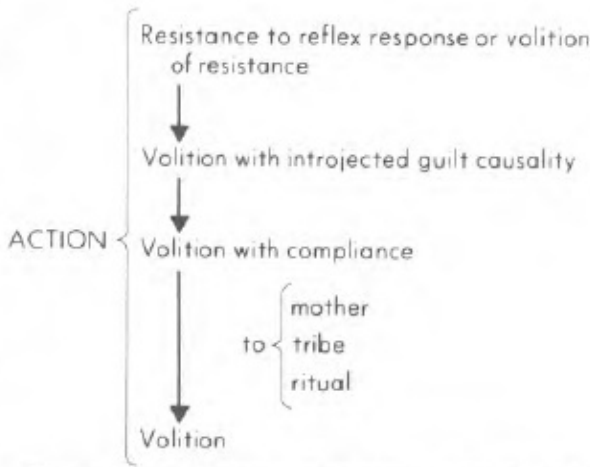 Resistance to reflex response or volition
of resistance
Volition with introjected guilt causality
ACTION
Volition with compliance
mother
to
tribe
ritual
Volition